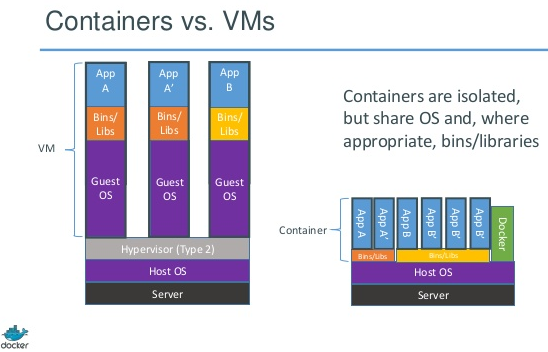 Containers vs. VMs
App
A
App
A’
App
B
Bins/
Libs
Bins/
Libs
Bins/
Libs
VM
Guest
OS
Guest
OS
Guest
OS
Hypervisor (Type 2)
Host OS
Server
Containers are isolated,
but share OS and, where
appropriate, bins/libraries
Container
App A
App A’
App B
App B’
App B’
App B’
Docker
Bins/Libs
Bins/Libs
Host OS
Server
docker